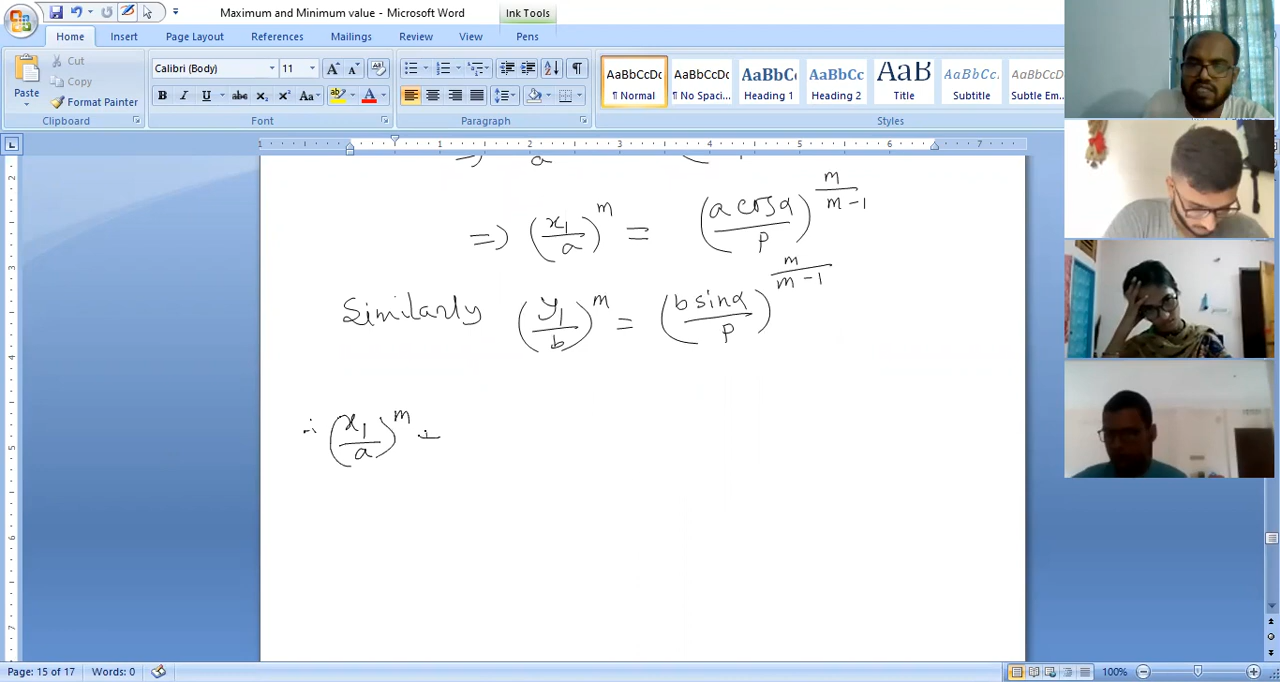 Maximum and Minimum value - Microsoft Word
Ink Tools
Home Insert Page Layout References Mailings Review View Pens
Cut
Copy
Format Painter
Paste
Calibri (Body) 11
AaBbCcDc AaBbCcDc AaBbC AaBbCc AaB AaBbCc. AaBbCcDc
¶ Normal ¶ No Spaci... Heading 1 Heading 2 Title Subtitle Subtle Em...
Clipboard Font Paragraph Styles
=> (x₁/a)^m = (a cosα/p)^(m/(m-1))
Similarly (y₁/b)^m = (b sinα/p)^(m/(m-1))
∴ (x₁/a)^m +
Page: 15 of 17 Words: 0 100%